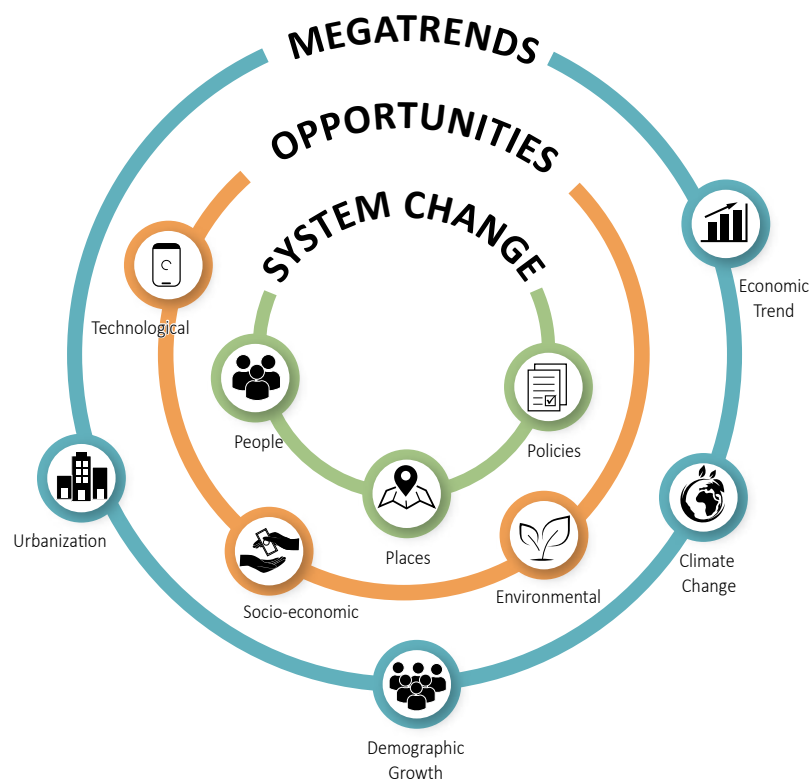 MEGATRENDS
OPPORTUNITIES
SYSTEM CHANGE
Economic
Trend
Technological
People
Policies
Urbanization
Places
Climate
Change
Environmental
Socio-economic
Demographic
Growth